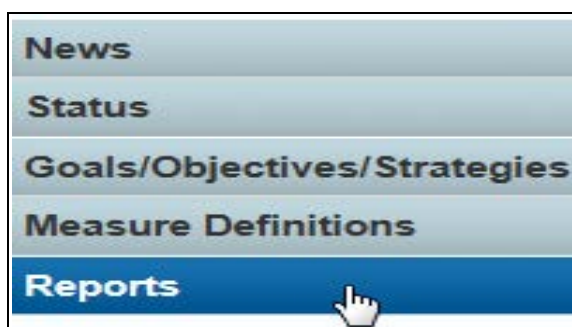 News
Status
Goals/Objectives/Strategies
Measure Definitions
Reports